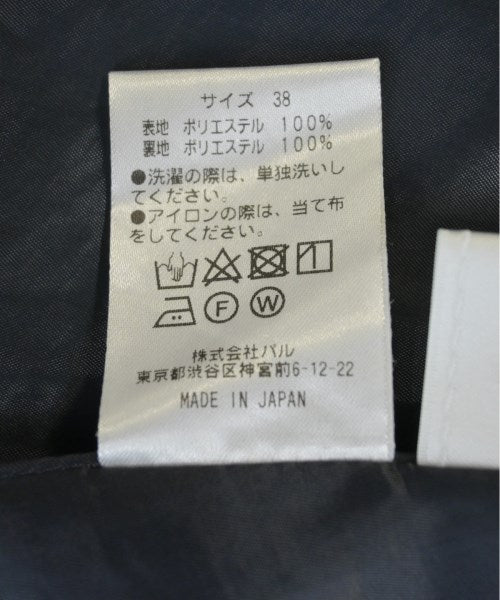 サイズ 38
表地 ポリエステル 100%
裏地 ポリエステル 100%
●洗濯の際は、単独洗いし
てください。
●アイロンの際は、当て布
をしてください。
F W
株式会社パル
東京都渋谷区神宮前6-12-22
MADE IN JAPAN